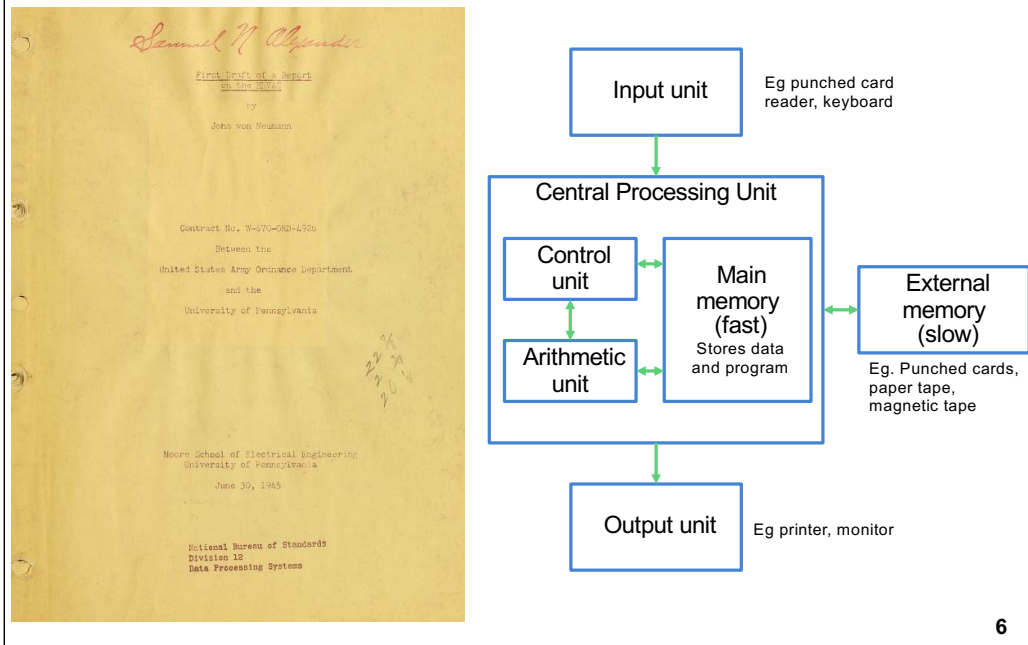 Samuel N Alexander
First Draft of a Report
on the EDVAC
by
John von Neumann
Contract No. W-670-ORD-4926
Between the
United States Army Ordnance Department
and the
University of Pennsylvania
Moore School of Electrical Engineering
University of Pennsylvania
June 30, 1945
National Bureau of Standards
Division 12
Data Processing Systems
Input unit
Eg punched card
reader, keyboard
Central Processing Unit
Control
unit
Arithmetic
unit
Main
memory
(fast)
Stores data
and program
External
memory
(slow)
Eg. Punched cards,
paper tape,
magnetic tape
Output unit
Eg printer, monitor
6